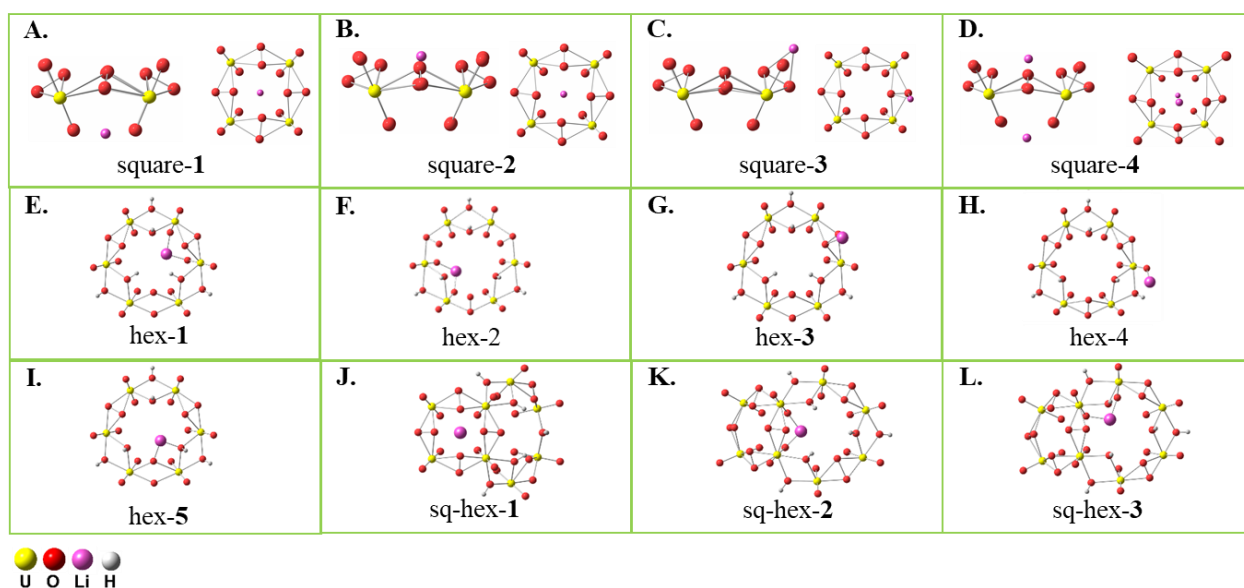 A. B. C. D.
square-1 square-2 square-3 square-4
E. F. G. H.
hex-1 hex-2 hex-3 hex-4
I. J. K. L.
hex-5 sq-hex-1 sq-hex-2 sq-hex-3
U O Li H